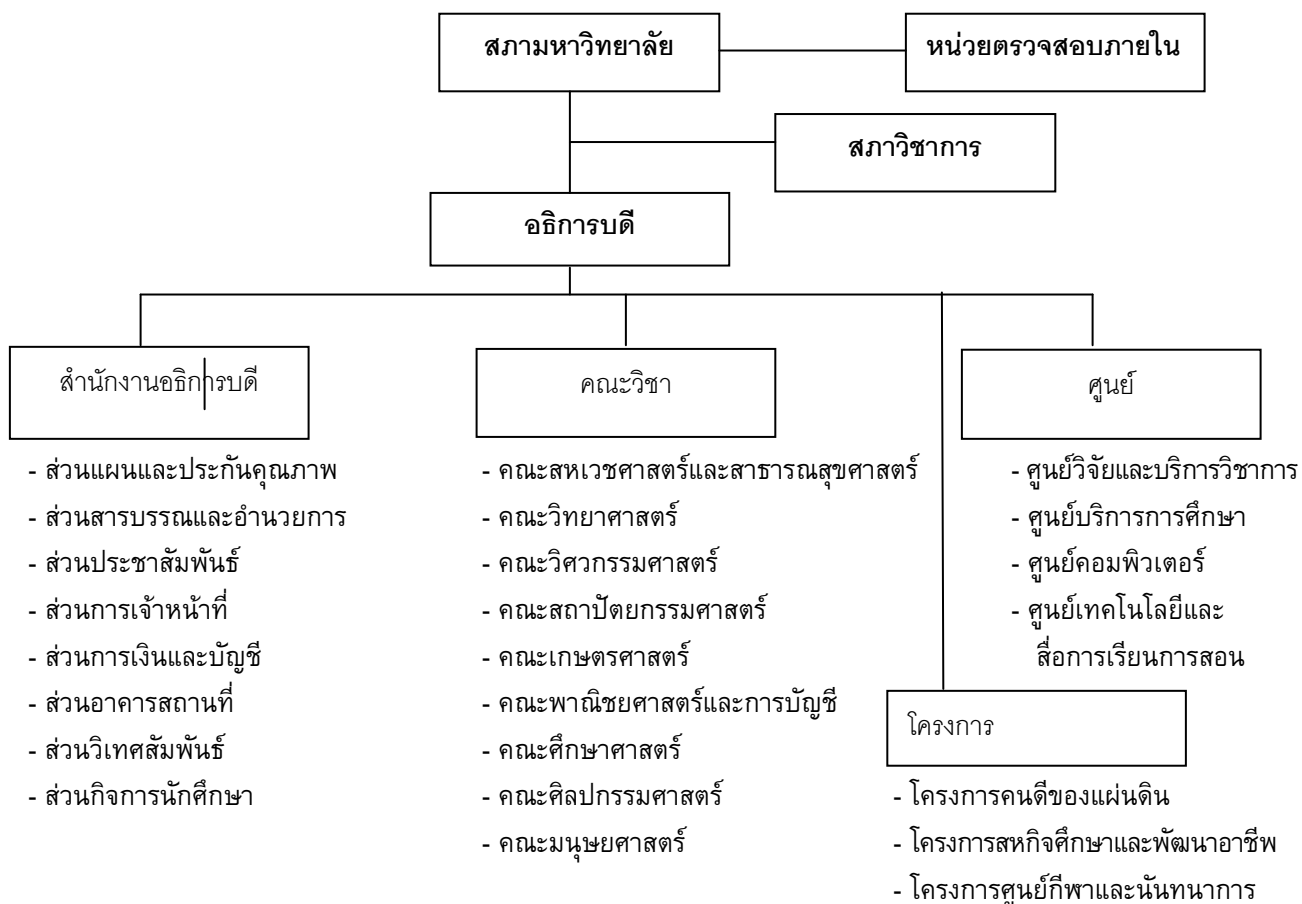 สภามหาวิทยาลัย
หน่วยตรวจสอบภายใน
สภาวิชาการ
อธิการบดี
สำนักงานอธิการบดี
- ส่วนแผนและประกันคุณภาพ
- ส่วนสารบรรณและอำนวยการ
- ส่วนประชาสัมพันธ์
- ส่วนการเจ้าหน้าที่
- ส่วนการเงินและบัญชี
- ส่วนอาคารสถานที่
- ส่วนวิเทศสัมพันธ์
- ส่วนกิจการนักศึกษา
คณะวิชา
- คณะสหเวชศาสตร์และสาธารณสุขศาสตร์
- คณะวิทยาศาสตร์
- คณะวิศวกรรมศาสตร์
- คณะสถาปัตยกรรมศาสตร์
- คณะเกษตรศาสตร์
- คณะพาณิชยศาสตร์และการบัญชี
- คณะศึกษาศาสตร์
- คณะศิลปกรรมศาสตร์
- คณะมนุษยศาสตร์
ศูนย์
- ศูนย์วิจัยและบริการวิชาการ
- ศูนย์บริการการศึกษา
- ศูนย์คอมพิวเตอร์
- ศูนย์เทคโนโลยีและ
สื่อการเรียนการสอน
โครงการ
- โครงการคนดีของแผ่นดิน
- โครงการสหกิจศึกษาและพัฒนาอาชีพ
- โครงการศูนย์กีฬาและนันทนาการ